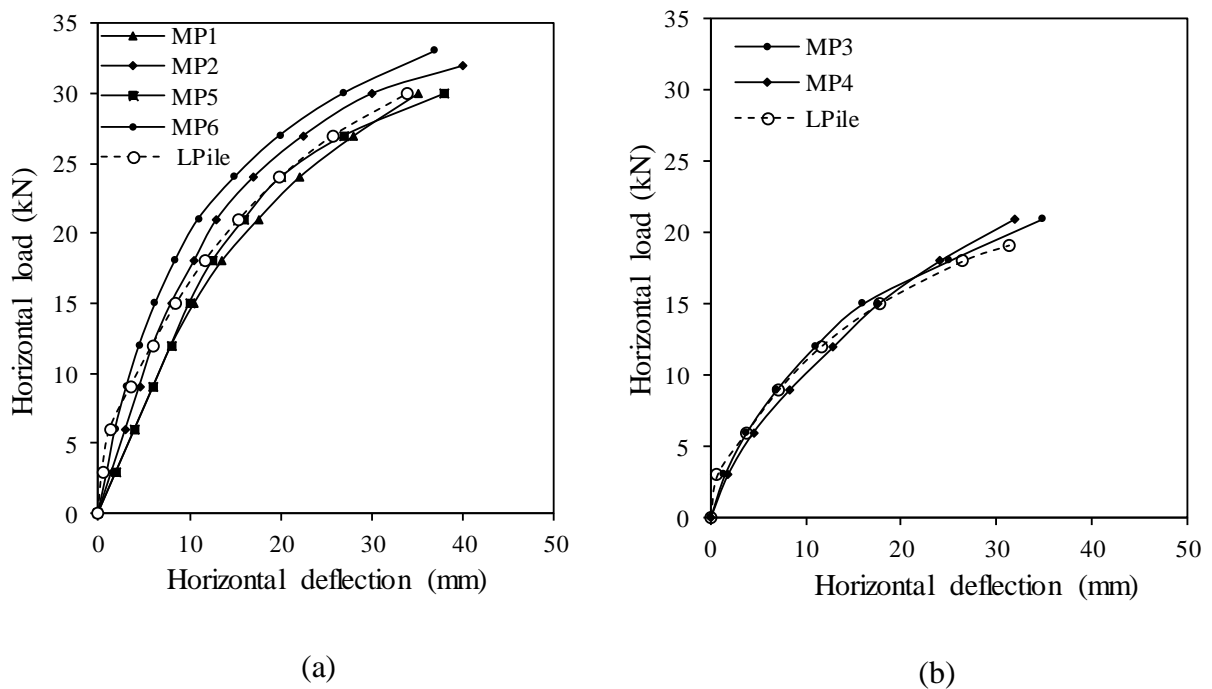 35
30
25
20
15
10
5
0
Horizontal load (kN)
MP1
MP2
MP5
MP6
LPile
0 10 20 30 40 50
Horizontal deflection (mm)
(a)
35
30
25
20
15
10
5
0
Horizontal load (kN)
MP3
MP4
LPile
0 10 20 30 40 50
Horizontal deflection (mm)
(b)